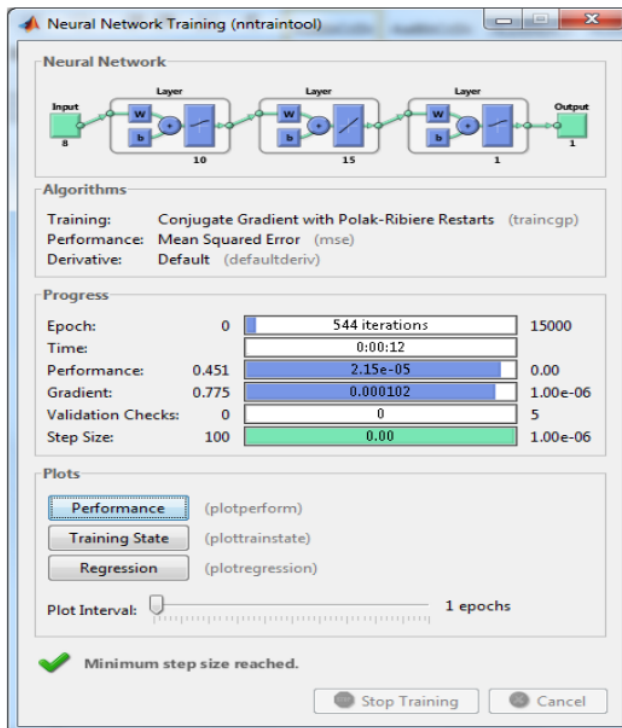 Neural Network Training (nntraintool)
Neural Network
Layer Layer Layer
Input Output
W W W
b b b
+ + +
8 10 15 1 1
Algorithms
Training: Conjugate Gradient with Polak-Ribiere Restarts (traincgp)
Performance: Mean Squared Error (mse)
Derivative: Default (defaultderiv)
Progress
Epoch: 0 544 iterations 15000
Time: 0:00:12
Performance: 0.451 2.15e-05 0.00
Gradient: 0.775 0.000102 1.00e-06
Validation Checks: 0 0 5
Step Size: 100 0.00 1.00e-06
Plots
Performance (plotperform)
Training State (plottrainstate)
Regression (plotregression)
Plot Interval: 1 epochs
Minimum step size reached.
Stop Training Cancel